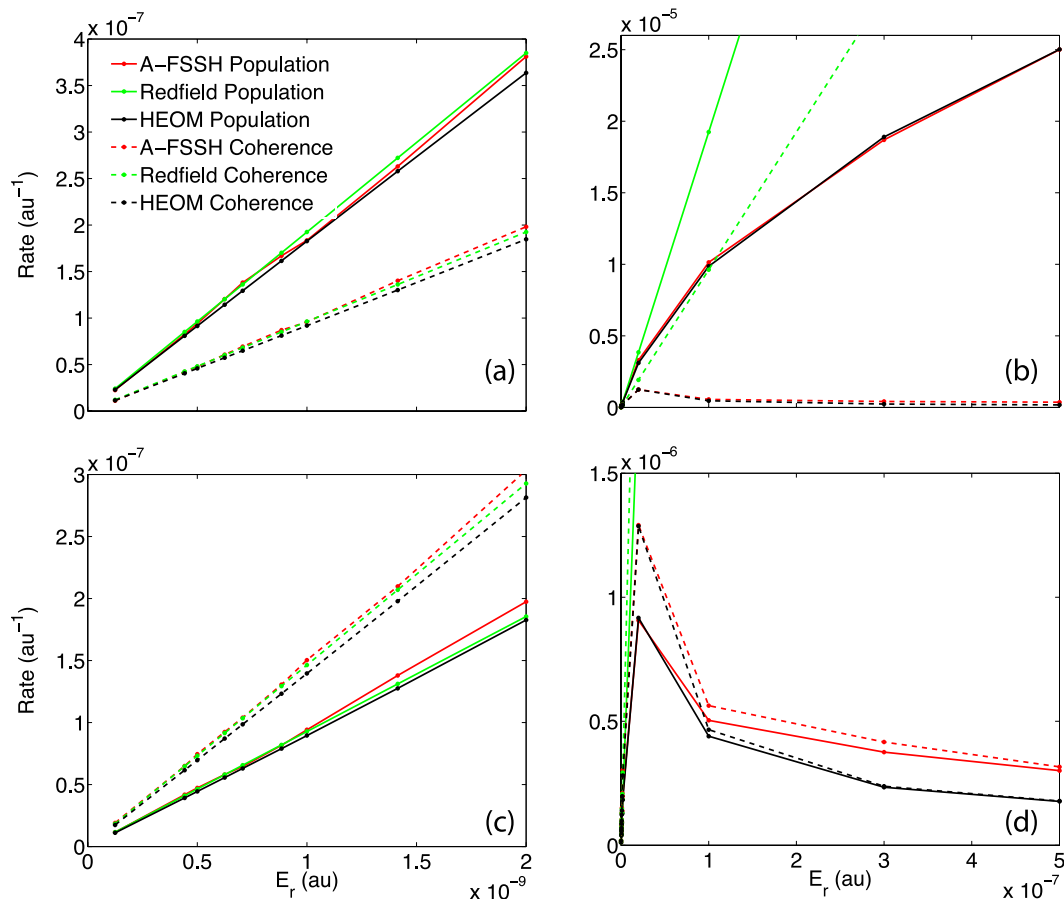 x 10⁻⁷
4
3.5
3
2.5
2
1.5
1
0.5
0
Rate (au⁻¹)
A−FSSH Population
Redfield Population
HEOM Population
A−FSSH Coherence
Redfield Coherence
HEOM Coherence
(a)
x 10⁻⁵
2.5
2
1.5
1
0.5
0
(b)
x 10⁻⁷
3
2.5
2
1.5
1
0.5
0
Rate (au⁻¹)
(c)
0 0.5 1 1.5 2
E_r (au)
x 10⁻⁹
x 10⁻⁶
1.5
1
0.5
0
(d)
0 1 2 3 4 5
E_r (au)
x 10⁻⁷